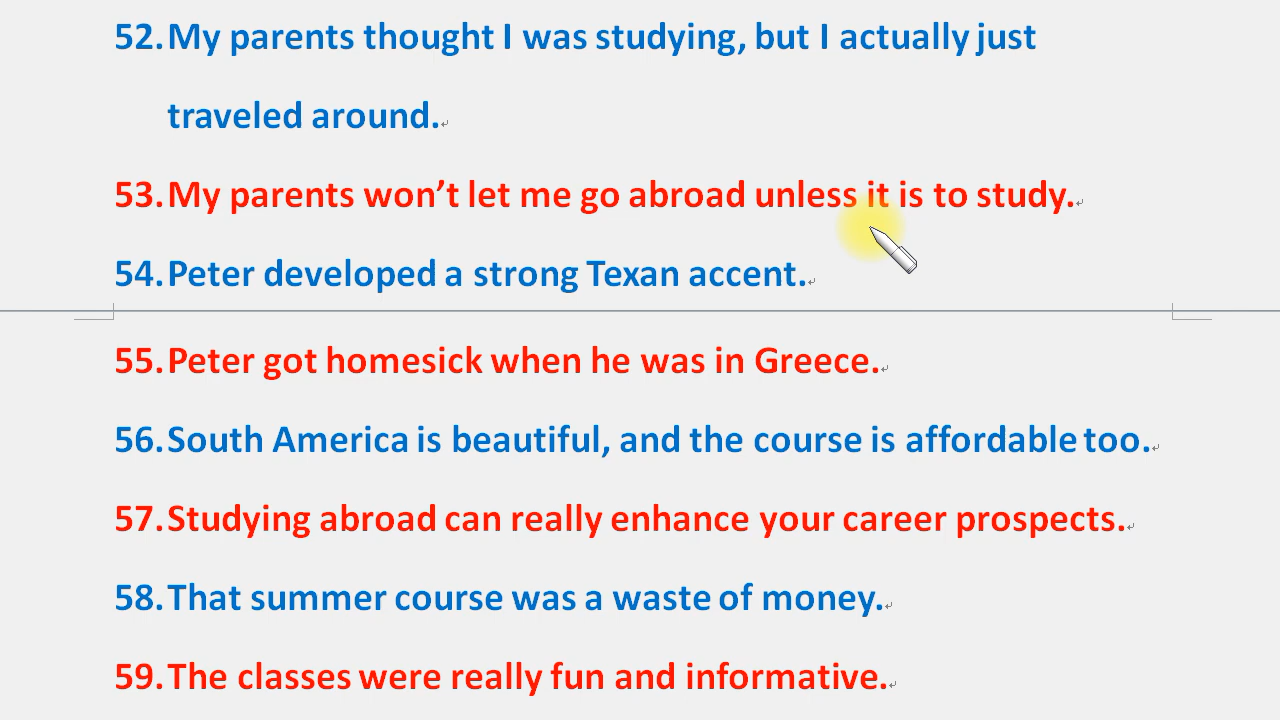 52. My parents thought I was studying, but I actually just
traveled around.
53. My parents won’t let me go abroad unless it is to study.
54. Peter developed a strong Texan accent.
55. Peter got homesick when he was in Greece.
56. South America is beautiful, and the course is affordable too.
57. Studying abroad can really enhance your career prospects.
58. That summer course was a waste of money.
59. The classes were really fun and informative.